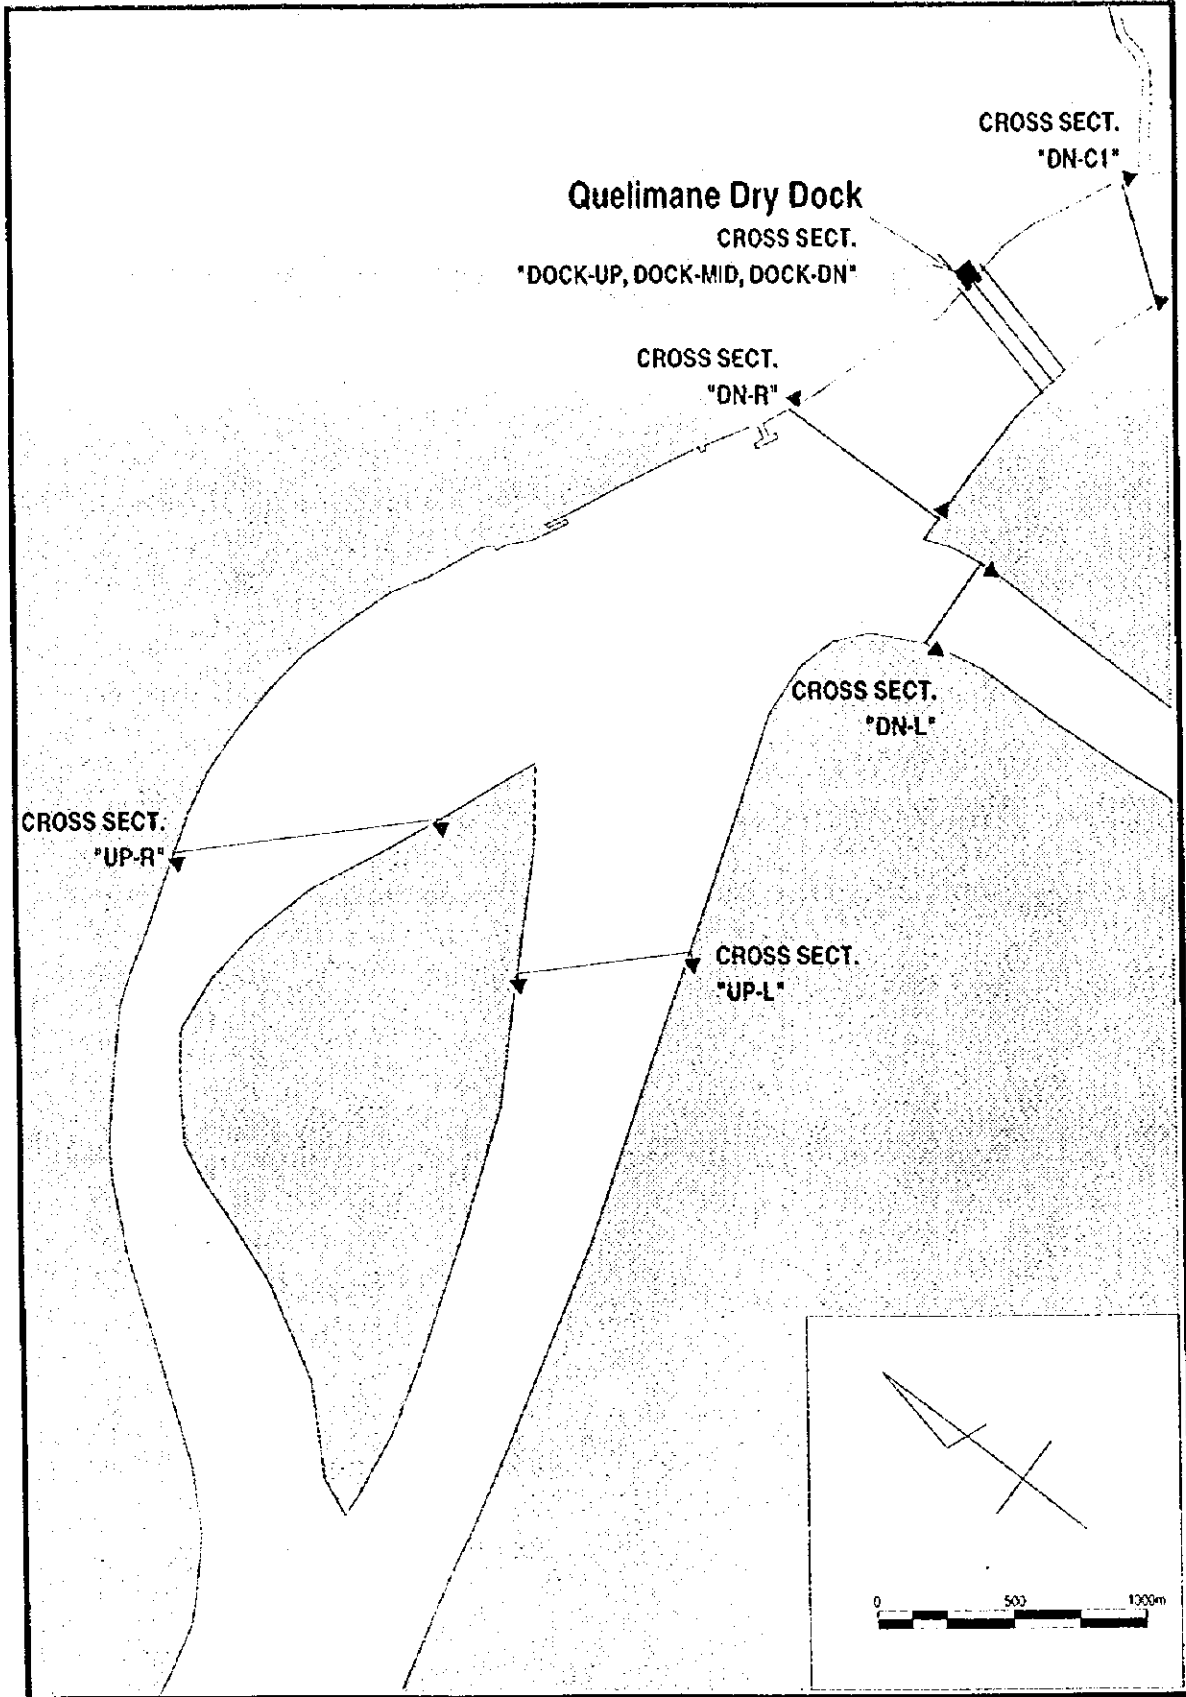 CROSS SECT.
"DN-C1"
Quelimane Dry Dock
CROSS SECT.
"DOCK-UP, DOCK-MID, DOCK-DN"
CROSS SECT.
"DN-R"
CROSS SECT.
"DN-L"
CROSS SECT.
"UP-R"
CROSS SECT.
"UP-L"
0 500 1000m